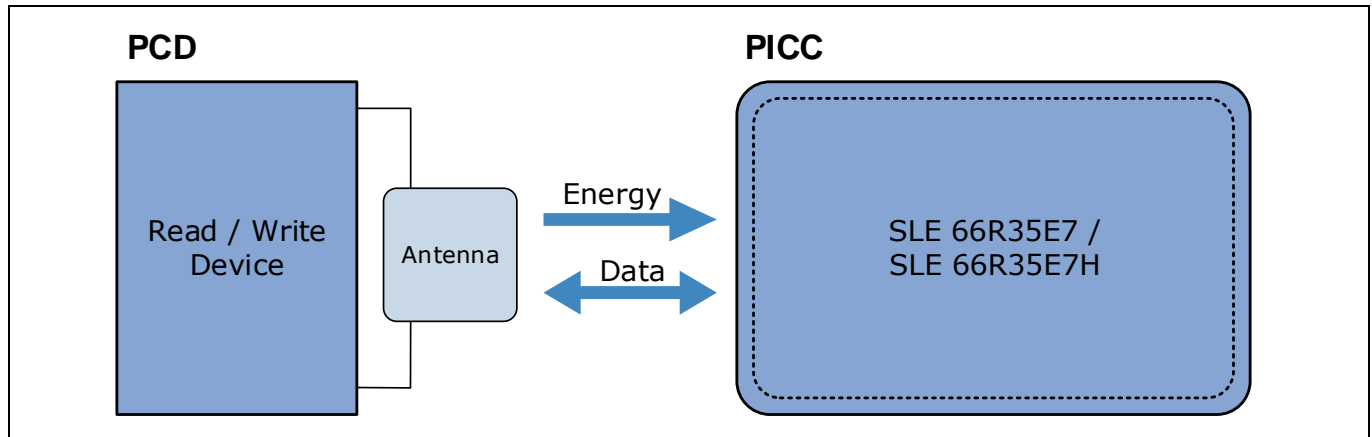 PCD
PICC
Read / Write
Device
Antenna
Energy
Data
SLE 66R35E7 /
SLE 66R35E7H